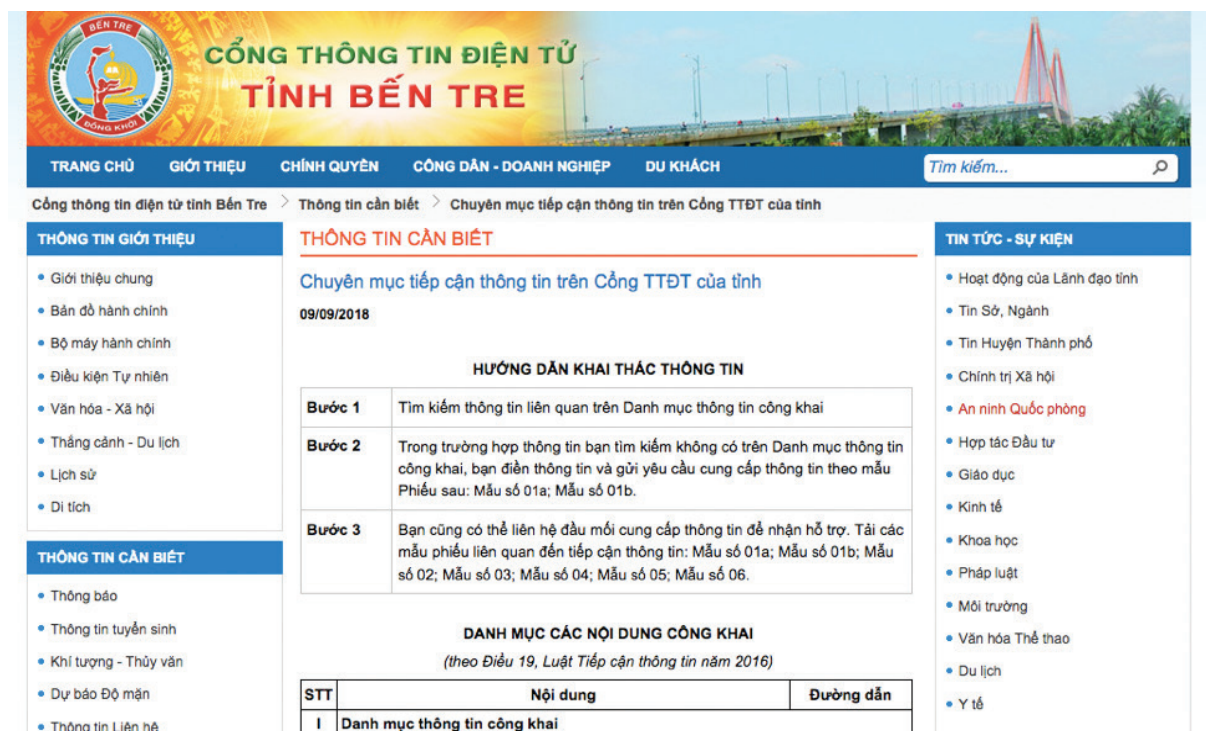 BẾN TRE
ĐỒNG KHỞI
CỔNG THÔNG TIN ĐIỆN TỬ
TỈNH BẾN TRE
TRANG CHỦ GIỚI THIỆU CHÍNH QUYỀN CÔNG DÂN - DOANH NGHIỆP DU KHÁCH Tìm kiếm...
Cổng thông tin điện tử tỉnh Bến Tre > Thông tin cần biết > Chuyên mục tiếp cận thông tin trên Cổng TTĐT của tỉnh
THÔNG TIN GIỚI THIỆU
• Giới thiệu chung
• Bản đồ hành chính
• Bộ máy hành chính
• Điều kiện Tự nhiên
• Văn hóa - Xã hội
• Thắng cảnh - Du lịch
• Lịch sử
• Di tích
THÔNG TIN CẦN BIẾT
• Thông báo
• Thông tin tuyển sinh
• Khí tượng - Thủy văn
• Dự báo Độ mặn
• Thông tin Liên hệ
THÔNG TIN CẦN BIẾT
Chuyên mục tiếp cận thông tin trên Cổng TTĐT của tỉnh
09/09/2018
HƯỚNG DẪN KHAI THÁC THÔNG TIN
Bước 1 Tìm kiếm thông tin liên quan trên Danh mục thông tin công khai
Bước 2 Trong trường hợp thông tin bạn tìm kiếm không có trên Danh mục thông tin
công khai, bạn điền thông tin và gửi yêu cầu cung cấp thông tin theo mẫu
Phiếu sau: Mẫu số 01a; Mẫu số 01b.
Bước 3 Bạn cũng có thể liên hệ đầu mối cung cấp thông tin để nhận hỗ trợ. Tải các
mẫu phiếu liên quan đến tiếp cận thông tin: Mẫu số 01a; Mẫu số 01b; Mẫu
số 02; Mẫu số 03; Mẫu số 04; Mẫu số 05; Mẫu số 06.
DANH MỤC CÁC NỘI DUNG CÔNG KHAI
(theo Điều 19, Luật Tiếp cận thông tin năm 2016)
STT Nội dung Đường dẫn
I Danh mục thông tin công khai
TIN TỨC - SỰ KIỆN
• Hoạt động của Lãnh đạo tỉnh
• Tin Sở, Ngành
• Tin Huyện Thành phố
• Chính trị Xã hội
• An ninh Quốc phòng
• Hợp tác Đầu tư
• Giáo dục
• Kinh tế
• Khoa học
• Pháp luật
• Môi trường
• Văn hóa Thể thao
• Du lịch
• Y tế